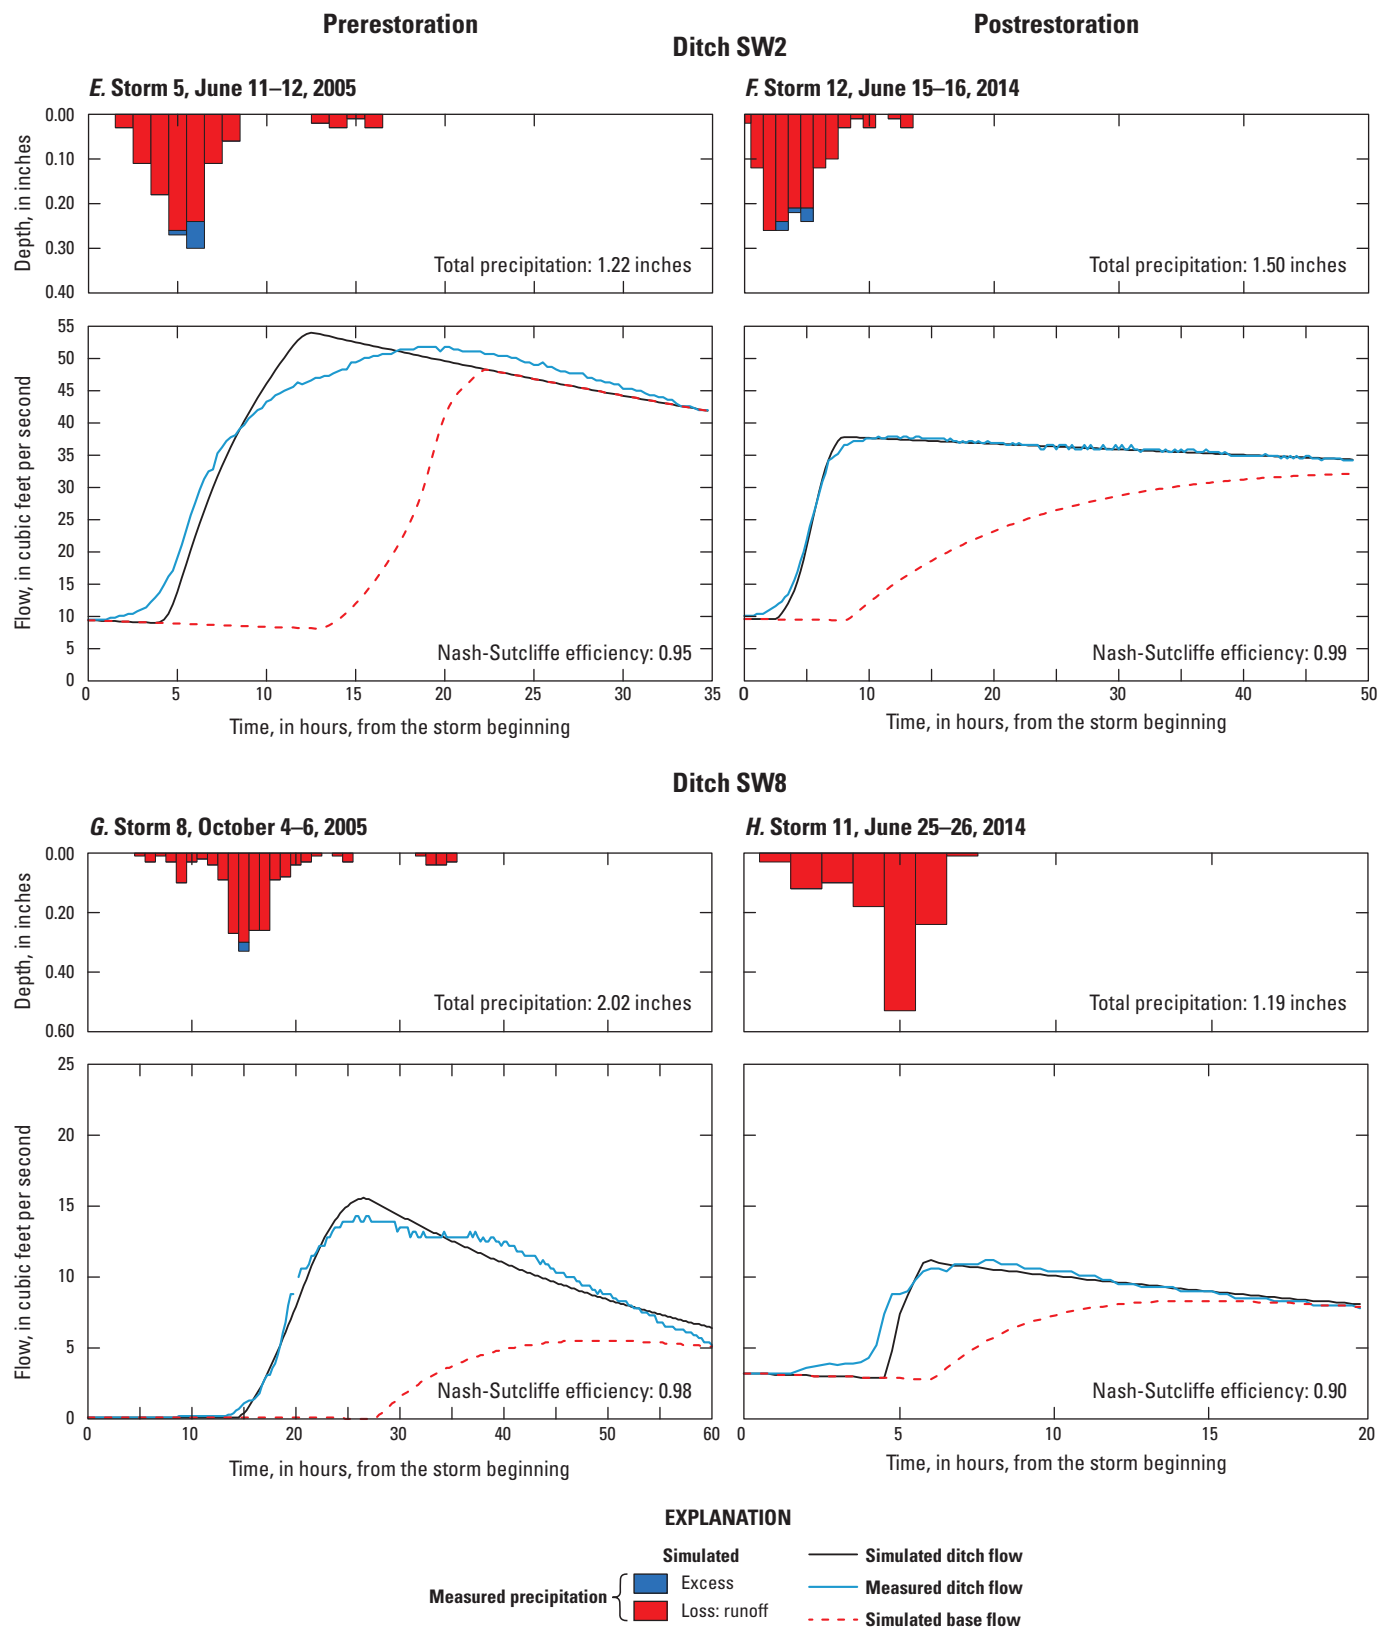 Prerestoration
Postrestoration
Ditch SW2
E. Storm 5, June 11–12, 2005
F. Storm 12, June 15–16, 2014
0.00
0.10
0.20
0.30
0.40
Depth, in inches
Total precipitation: 1.22 inches
Total precipitation: 1.50 inches
55
50
45
40
35
30
25
20
15
10
5
0
Flow, in cubic feet per second
Nash-Sutcliffe efficiency: 0.95
Nash-Sutcliffe efficiency: 0.99
0 5 10 15 20 25 30 35
0 10 20 30 40 50
Time, in hours, from the storm beginning
Time, in hours, from the storm beginning
Ditch SW8
G. Storm 8, October 4–6, 2005
H. Storm 11, June 25–26, 2014
0.00
0.20
0.40
0.60
Depth, in inches
Total precipitation: 2.02 inches
Total precipitation: 1.19 inches
25
20
15
10
5
0
Flow, in cubic feet per second
Nash-Sutcliffe efficiency: 0.98
Nash-Sutcliffe efficiency: 0.90
0 10 20 30 40 50 60
0 5 10 15 20
Time, in hours, from the storm beginning
Time, in hours, from the storm beginning
EXPLANATION
Simulated
Measured precipitation
Excess
Loss: runoff
Simulated ditch flow
Measured ditch flow
Simulated base flow